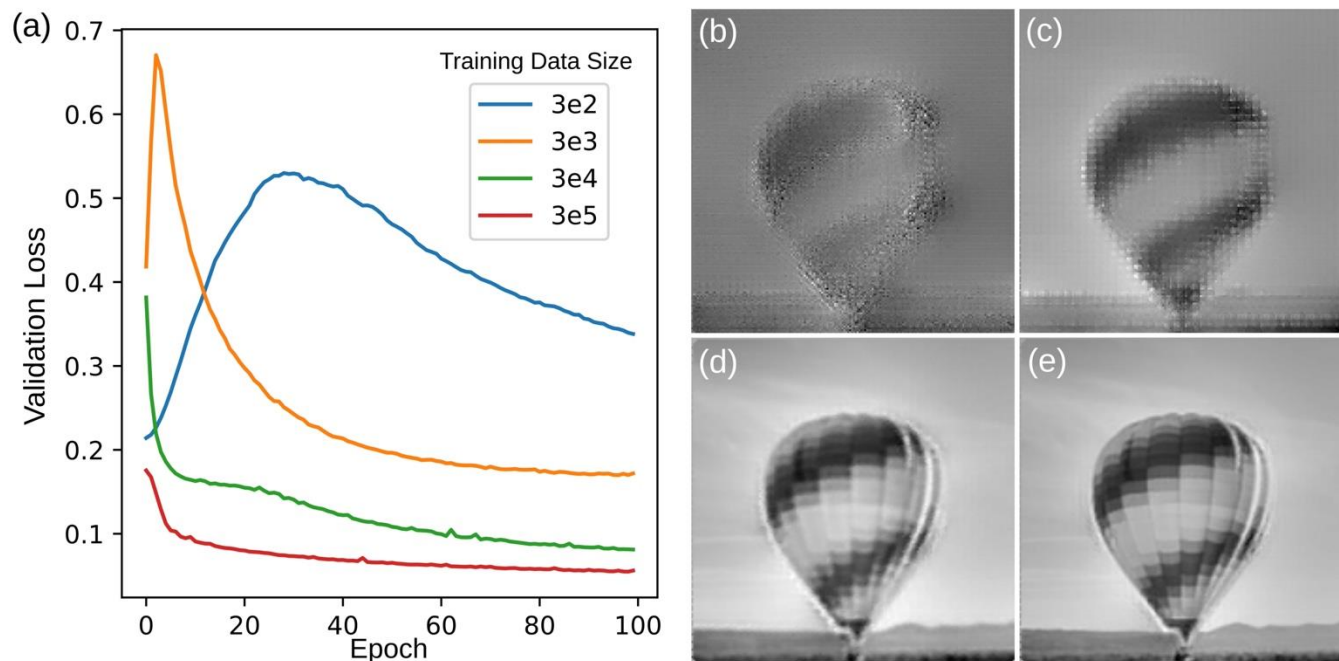 (a)
0.7
0.6
0.5
0.4
0.3
0.2
0.1
Validation Loss
0 20 40 60 80 100
Epoch
Training Data Size
3e2
3e3
3e4
3e5
(b)
(c)
(d)
(e)